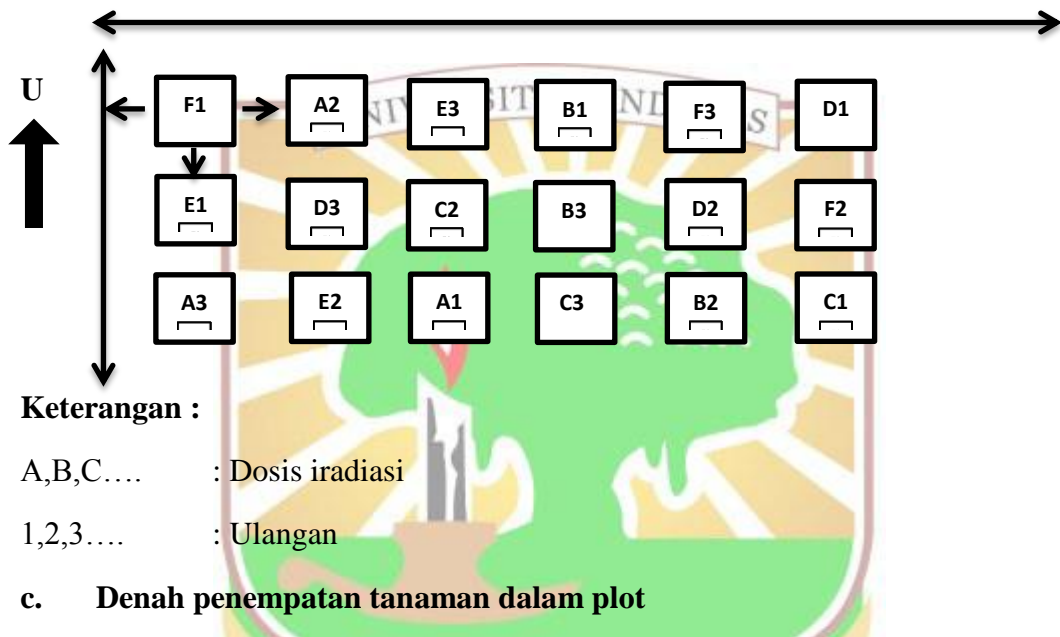 U
F1 A2 E3 B1 F3 D1
E1 D3 C2 B3 D2 F2
A3 E2 A1 C3 B2 C1
Keterangan :
A,B,C…. : Dosis iradiasi
1,2,3…. : Ulangan
c. Denah penempatan tanaman dalam plot